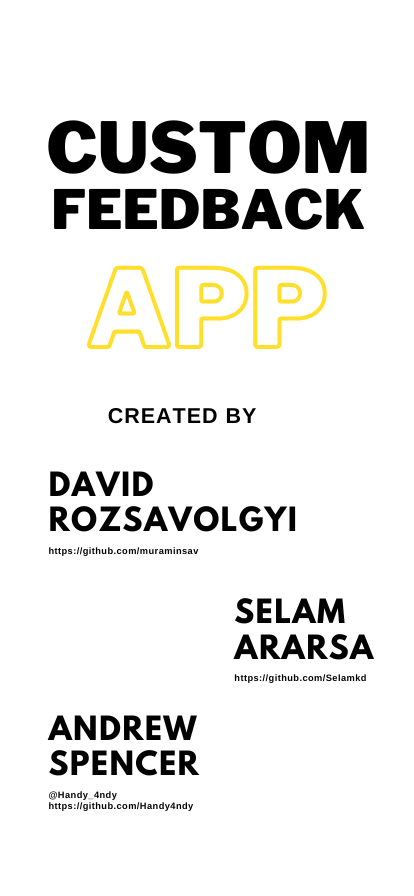 CUSTOM
FEEDBACK
APP
CREATED BY
DAVID
ROZSAVOLGYI
https://github.com/muraminsav
SELAM
ARARSA
https://github.com/Selamkd
ANDREW
SPENCER
@Handy_4ndy
https://github.com/Handy4ndy